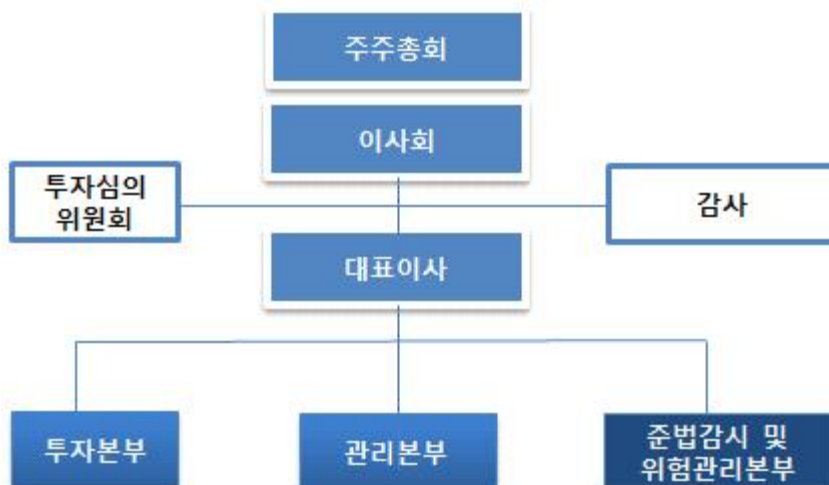 주주총회
이사회
투자심의
위원회
감사
대표이사
투자본부
관리본부
준법감시 및
위험관리본부